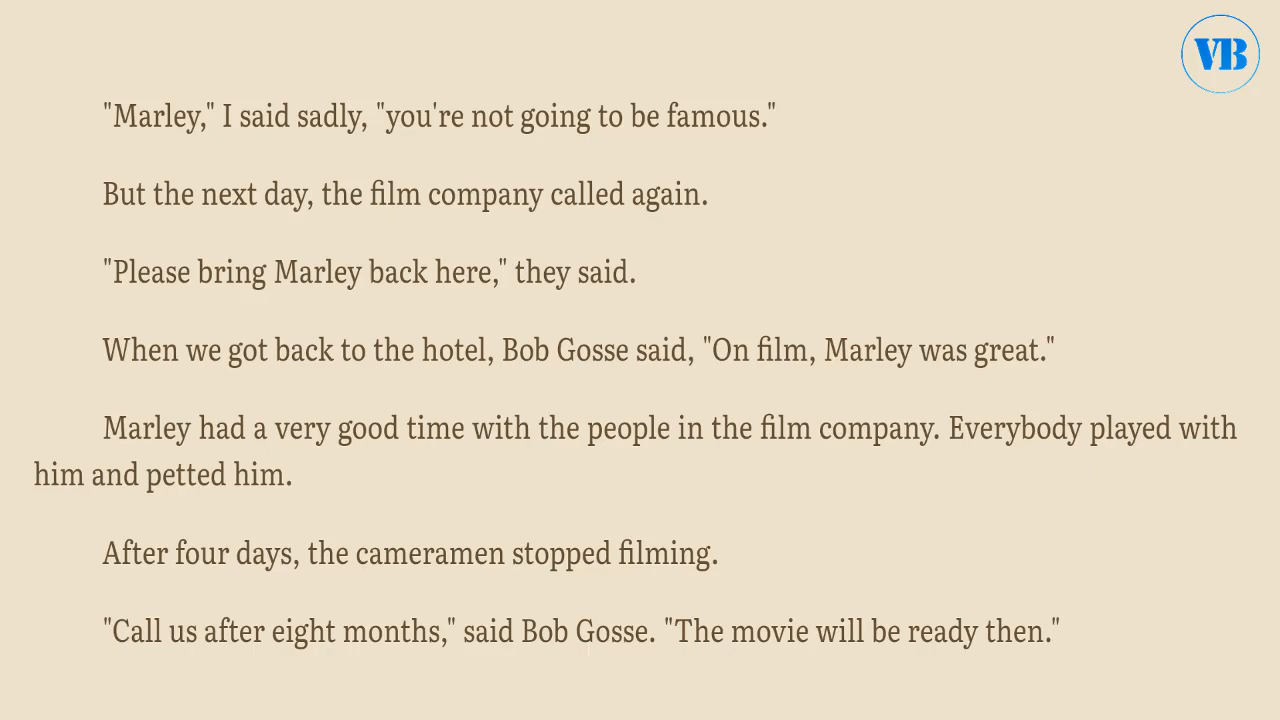 VB
"Marley," I said sadly, "you're not going to be famous."
But the next day, the film company called again.
"Please bring Marley back here," they said.
When we got back to the hotel, Bob Gosse said, "On film, Marley was great."
Marley had a very good time with the people in the film company. Everybody played with
him and petted him.
After four days, the cameramen stopped filming.
"Call us after eight months," said Bob Gosse. "The movie will be ready then."